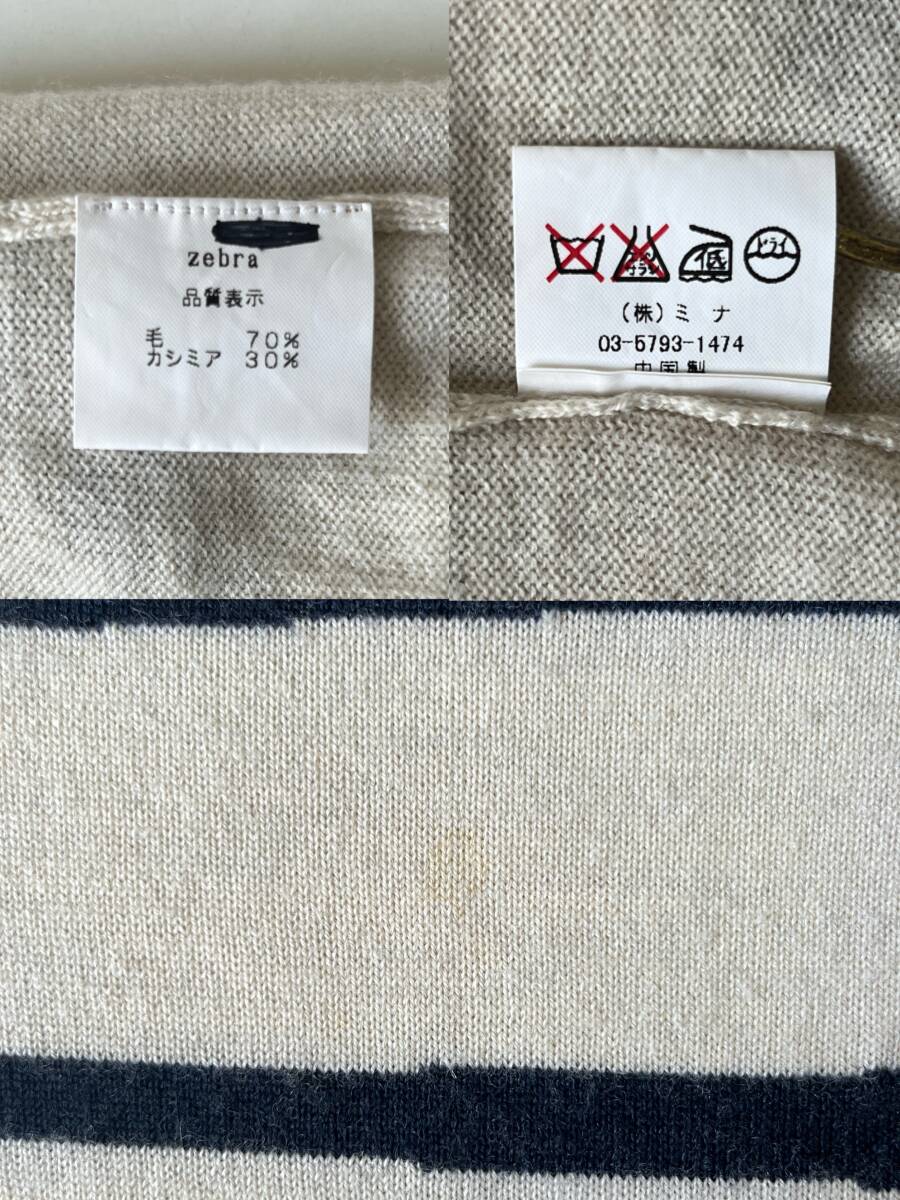 zebra
品質表示
毛 70%
カシミア 30%
低
ドライ
(株)ミナ
03-5793-1474
中国製